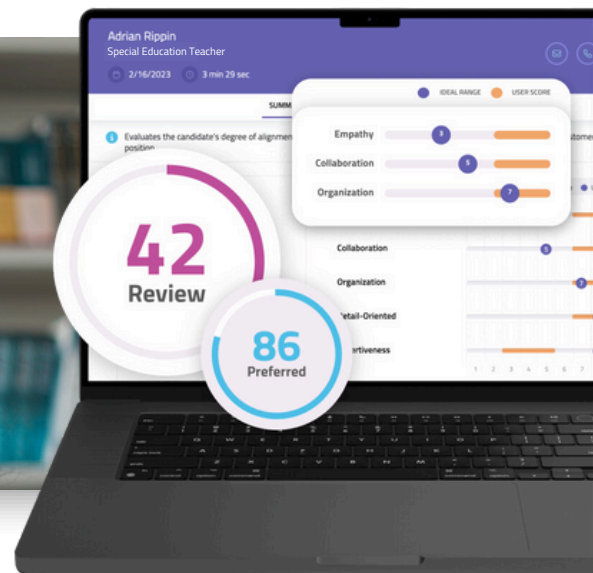 Adrian Rippin
Special Education Teacher
2/16/2023 3 min 29 sec
IDEAL RANGE USER SCORE
SUMM
Evaluates the candidate's degree of alignmen
position
Empathy 3
Collaboration 5
Organization 7
42
Review
86
Preferred
Collaboration 5
Organization 7
etail-Oriented
ertiveness
1 2 3 4 5 6 7